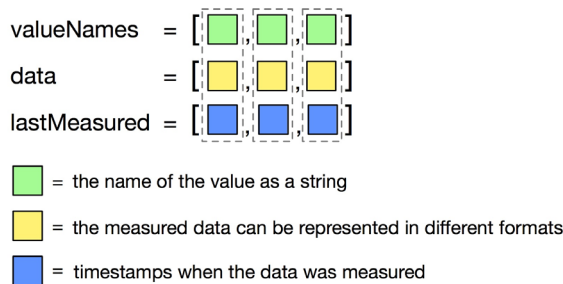 valueNames = [ , , ]
data = [ , , ]
lastMeasured = [ , , ]
= the name of the value as a string
= the measured data can be represented in different formats
= timestamps when the data was measured